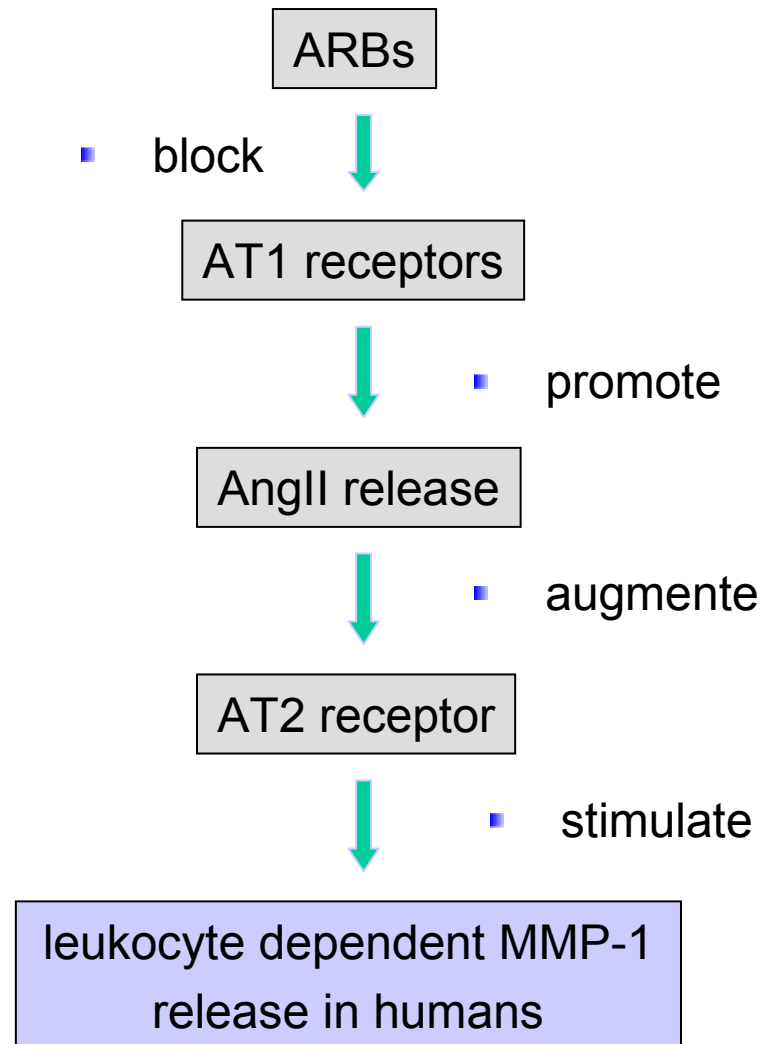 ARBs
block
AT1 receptors
promote
AngII release
augmente
AT2 receptor
stimulate
leukocyte dependent MMP-1
release in humans